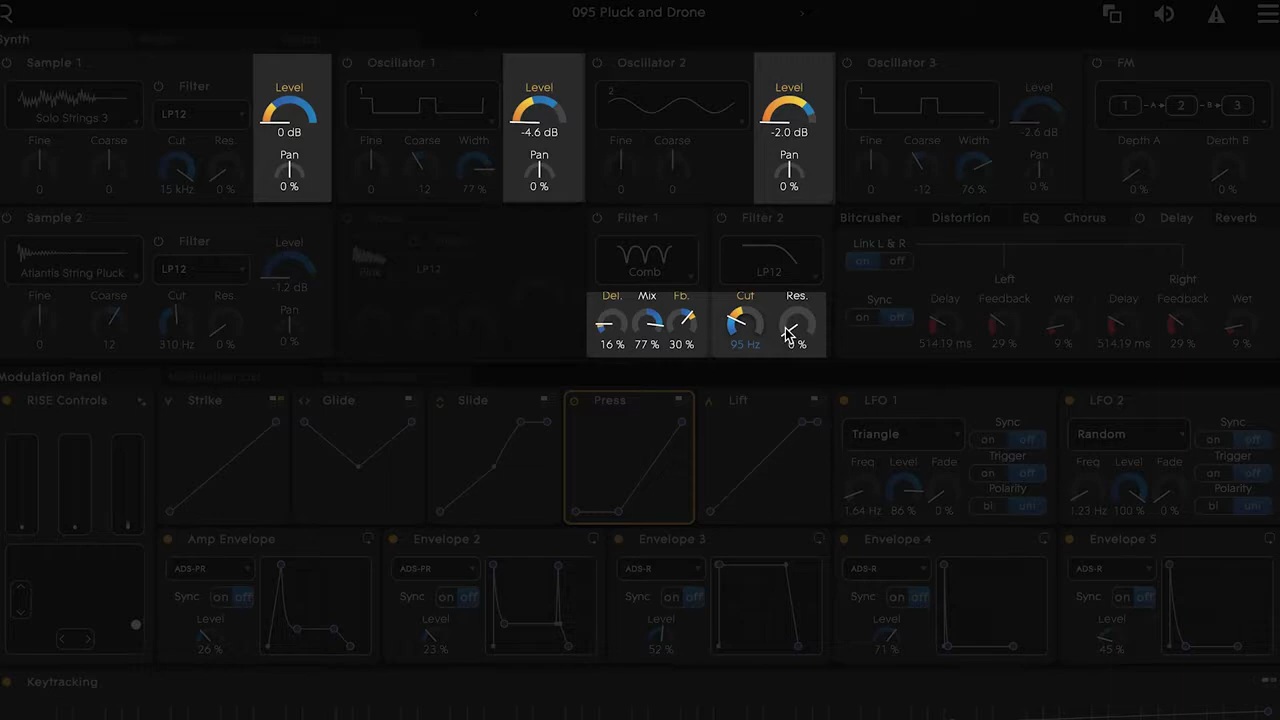 095 Pluck and Drone
Synth
Sample 1
Filter
Solo Strings 3
LP12
Fine
Coarse
Cut
Res.
0
0
15 kHz
0 %
Level
0 dB
Pan
0 %
Oscillator 1
1
Fine
Coarse
Width
0
-12
77 %
Level
-4.6 dB
Pan
0 %
Oscillator 2
2
Fine
Coarse
0
0
Level
-2.0 dB
Pan
0 %
Oscillator 3
1
Fine
Coarse
Width
0
-12
76 %
Level
-2.6 dB
Pan
0 %
FM
1 -A→ 2 -B→ 3
Depth A
Depth B
0 %
0 %
Sample 2
Filter
Atlantis String Pluck
LP12
Fine
Coarse
Cut
Res.
0
12
310 Hz
0 %
Level
-1.2 dB
Pan
0 %
Pink
LP12
Filter 1
Comb
Del.
Mix
Fb.
16 %
77 %
30 %
Filter 2
LP12
Cut
Res.
95 Hz
0 %
Bitcrusher
Distortion
EQ
Chorus
Delay
Reverb
Link L & R
on
off
Sync
on
off
Left
Right
Delay
Feedback
Wet
514.19 ms
29 %
9 %
Delay
Feedback
Wet
514.19 ms
29 %
9 %
Modulation Panel
RISE Controls
Strike
Glide
Slide
Press
Lift
LFO 1
Triangle
Sync
on
off
Trigger
on
off
Polarity
bi
uni
Freq
Level
Fade
1.64 Hz
86 %
0 %
LFO 2
Random
Sync
on
off
Trigger
on
off
Polarity
bi
uni
Freq
Level
Fade
1.23 Hz
100 %
0 %
Amp Envelope
ADS-PR
Sync
on
off
Level
26 %
Envelope 2
ADS-PR
Sync
on
off
Level
23 %
Envelope 3
ADS-R
Sync
on
off
Level
52 %
Envelope 4
ADS-R
Sync
on
off
Level
71 %
Envelope 5
ADS-R
Sync
on
off
Level
45 %
Keytracking